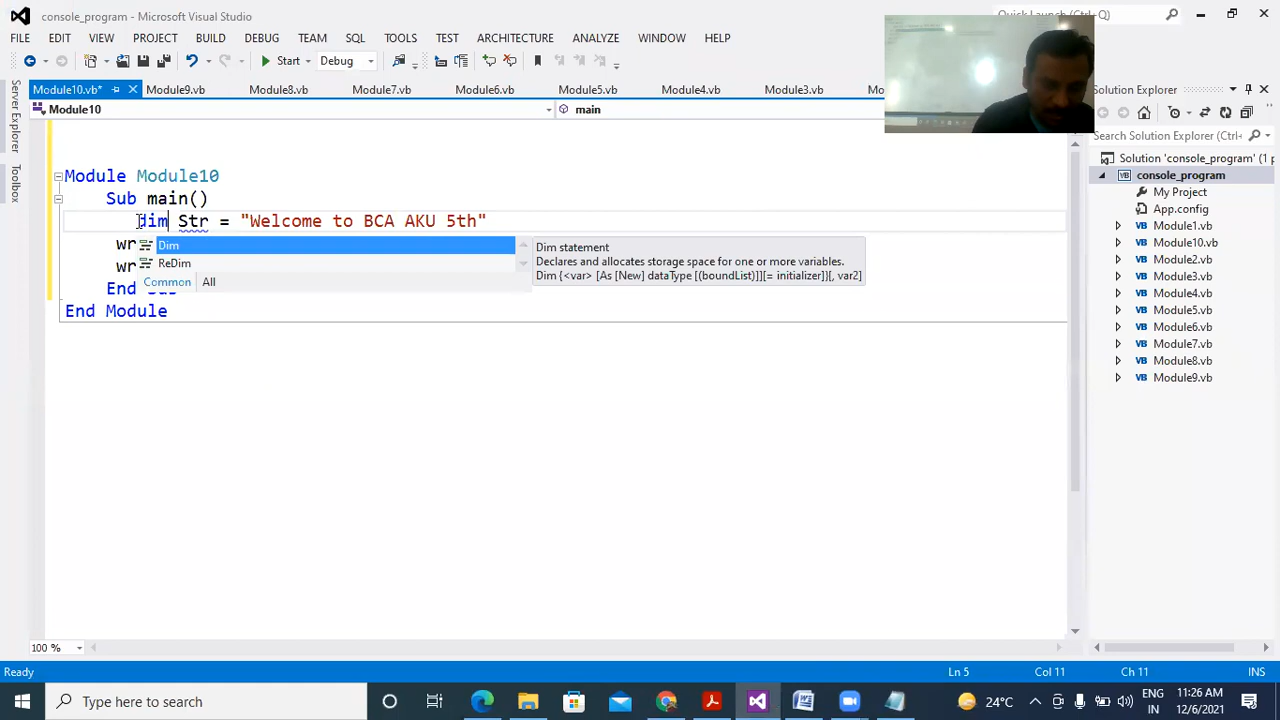 console_program - Microsoft Visual Studio
FILE EDIT VIEW PROJECT BUILD DEBUG TEAM SQL TOOLS TEST ARCHITECTURE ANALYZE WINDOW HELP
Start Debug
Module10.vb* Module9.vb Module8.vb Module7.vb Module6.vb Module5.vb Module4.vb Module3.vb
Solution Explorer
Module10 main
Search Solution Explorer
Server Explorer
Toolbox
Solution 'console_program' (1 p
console_program
My Project
App.config
Module1.vb
Module10.vb
Module2.vb
Module3.vb
Module4.vb
Module5.vb
Module6.vb
Module7.vb
Module8.vb
Module9.vb
Module Module10
Sub main()
Dim Str = "Welcome to BCA AKU 5th"
wr
wr
End Sub
End Module
Dim
ReDim
Common All
Dim statement
Declares and allocates storage space for one or more variables.
Dim {<var> [As [New] dataType [(boundList)]][= initializer]}[, var2]
100 %
Ready Ln 5 Col 11 Ch 11 INS
Type here to search
24°C
ENG
IN
11:26 AM
12/6/2021